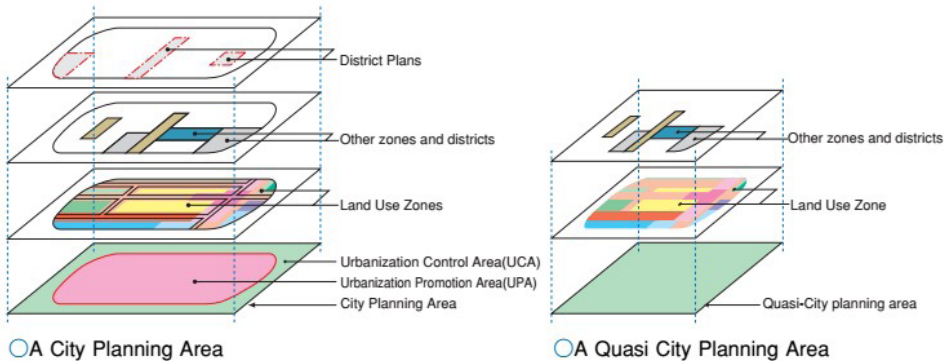 District Plans
Other zones and districts
Land Use Zones
Urbanization Control Area(UCA)
Urbanization Promotion Area(UPA)
City Planning Area
○A City Planning Area
Other zones and districts
Land Use Zone
Quasi-City planning area
○A Quasi City Planning Area